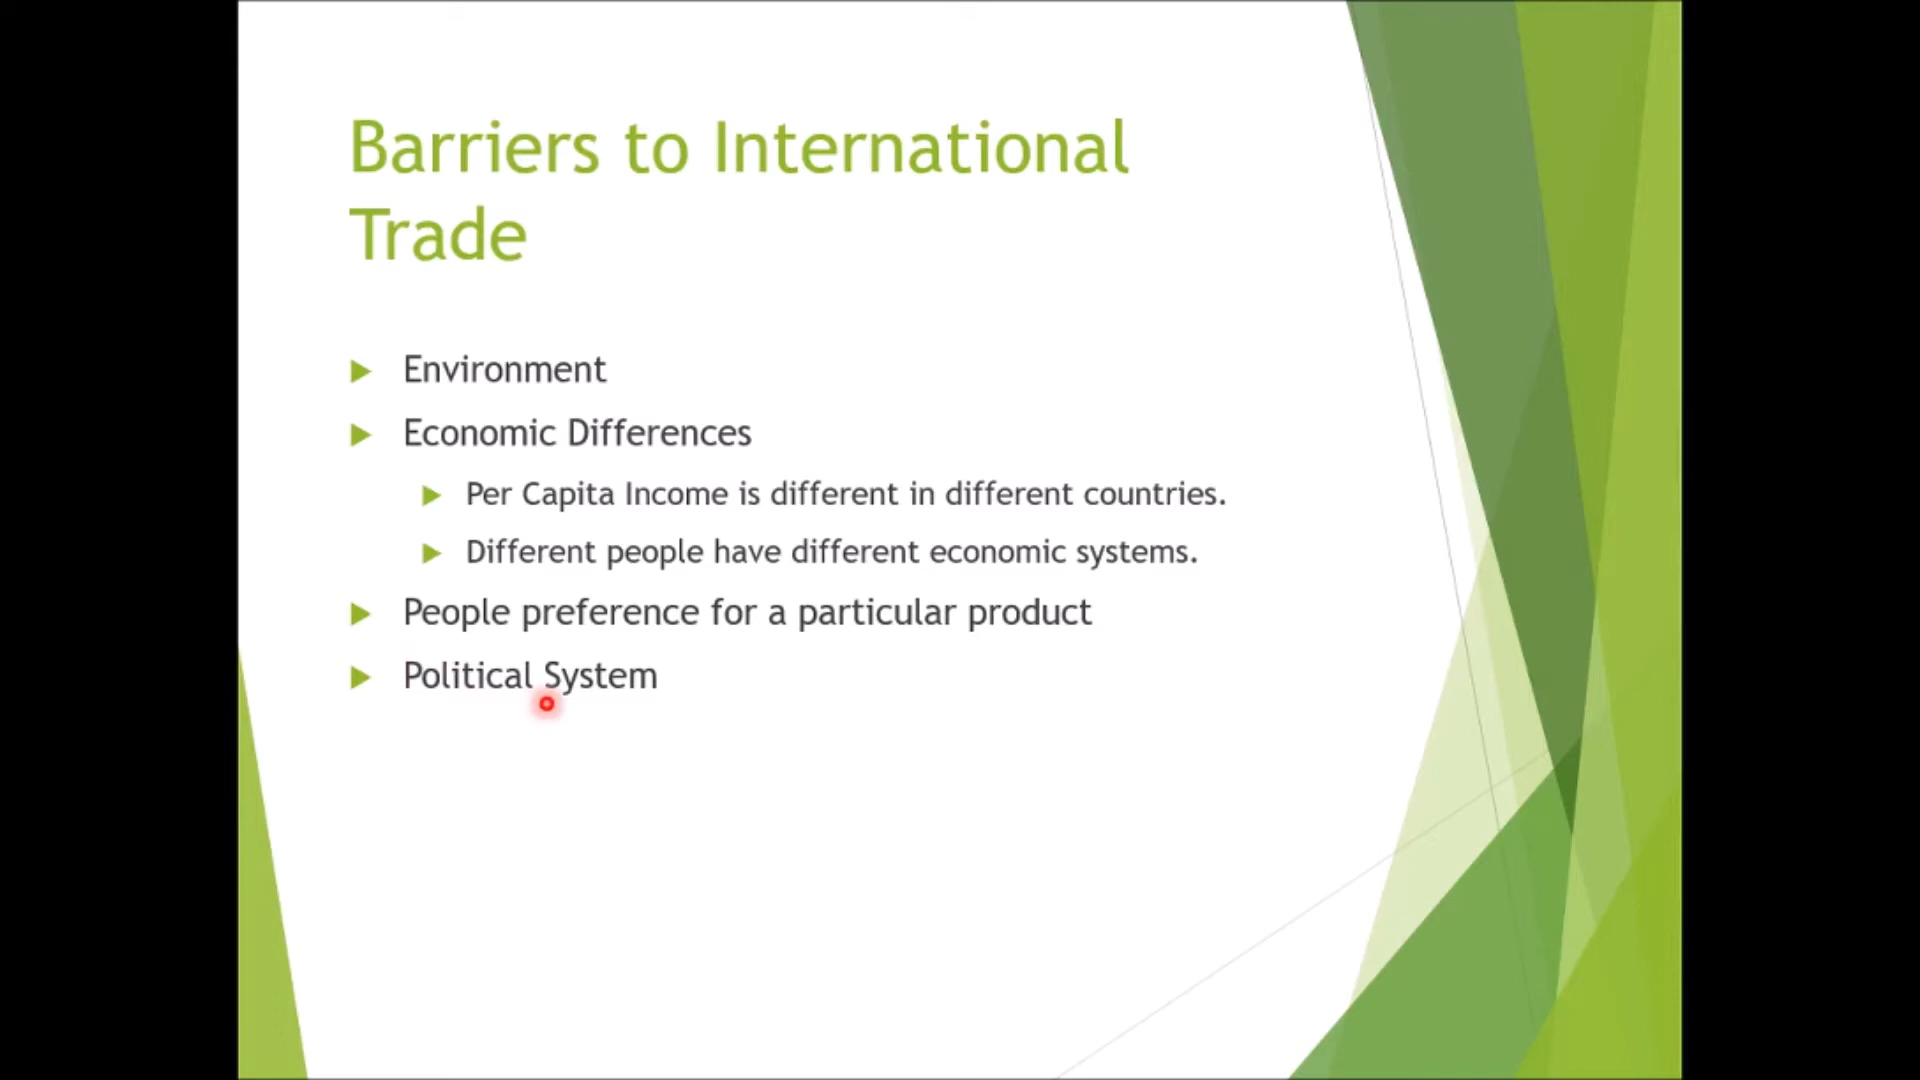 Barriers to International
Trade
Environment
Economic Differences
Per Capita Income is different in different countries.
Different people have different economic systems.
People preference for a particular product
Political System